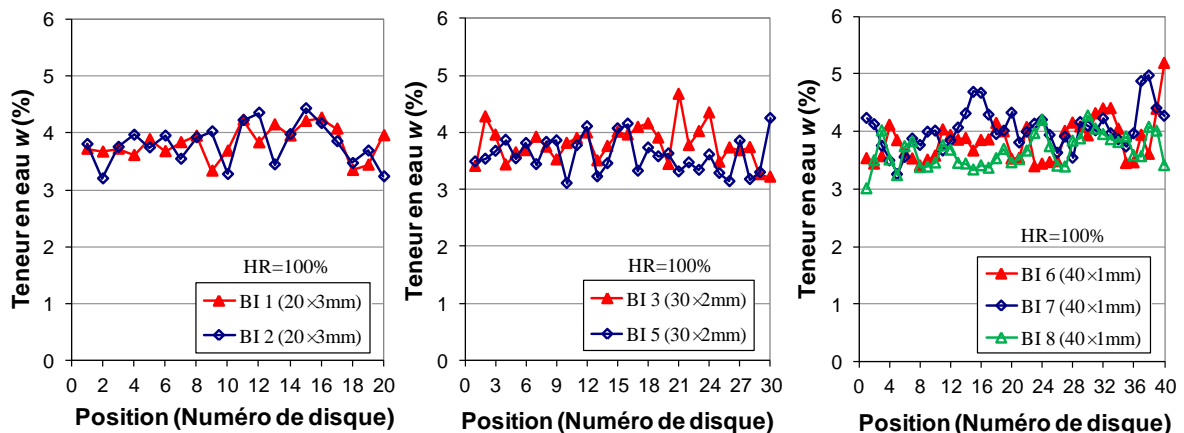 6
5
4
3
2
1
0
Teneur en eau w (%)
HR=100%
BI 1 (20×3mm)
BI 2 (20×3mm)
0 2 4 6 8 10 12 14 16 18 20
Position (Numéro de disque)
6
5
4
3
2
1
0
Teneur en eau w (%)
HR=100%
BI 3 (30×2mm)
BI 5 (30×2mm)
0 3 6 9 12 15 18 21 24 27 30
Position (Numéro de disque)
6
5
4
3
2
1
0
Teneur en eau w (%)
HR=100%
BI 6 (40×1mm)
BI 7 (40×1mm)
BI 8 (40×1mm)
0 4 8 12 16 20 24 28 32 36 40
Position (Numéro de disque)